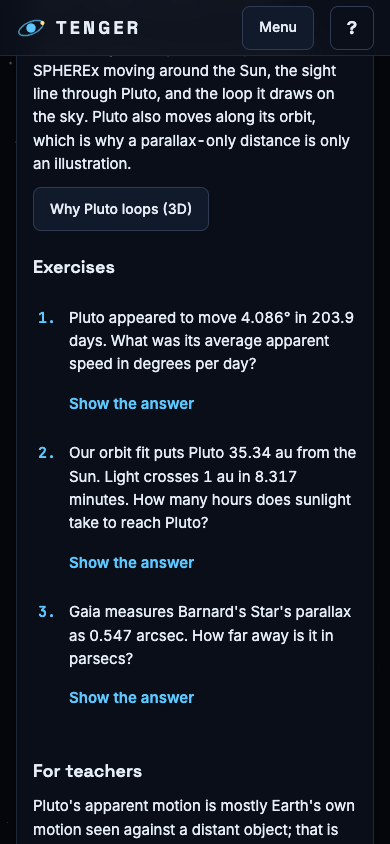 TENGER
Menu
?
SPHEREx moving around the Sun, the sight
line through Pluto, and the loop it draws on
the sky. Pluto also moves along its orbit,
which is why a parallax-only distance is only
an illustration.
Why Pluto loops (3D)
Exercises
1. Pluto appeared to move 4.086° in 203.9
days. What was its average apparent
speed in degrees per day?
Show the answer
2. Our orbit fit puts Pluto 35.34 au from the
Sun. Light crosses 1 au in 8.317
minutes. How many hours does sunlight
take to reach Pluto?
Show the answer
3. Gaia measures Barnard's Star's parallax
as 0.547 arcsec. How far away is it in
parsecs?
Show the answer
For teachers
Pluto's apparent motion is mostly Earth's own
motion seen against a distant object; that is